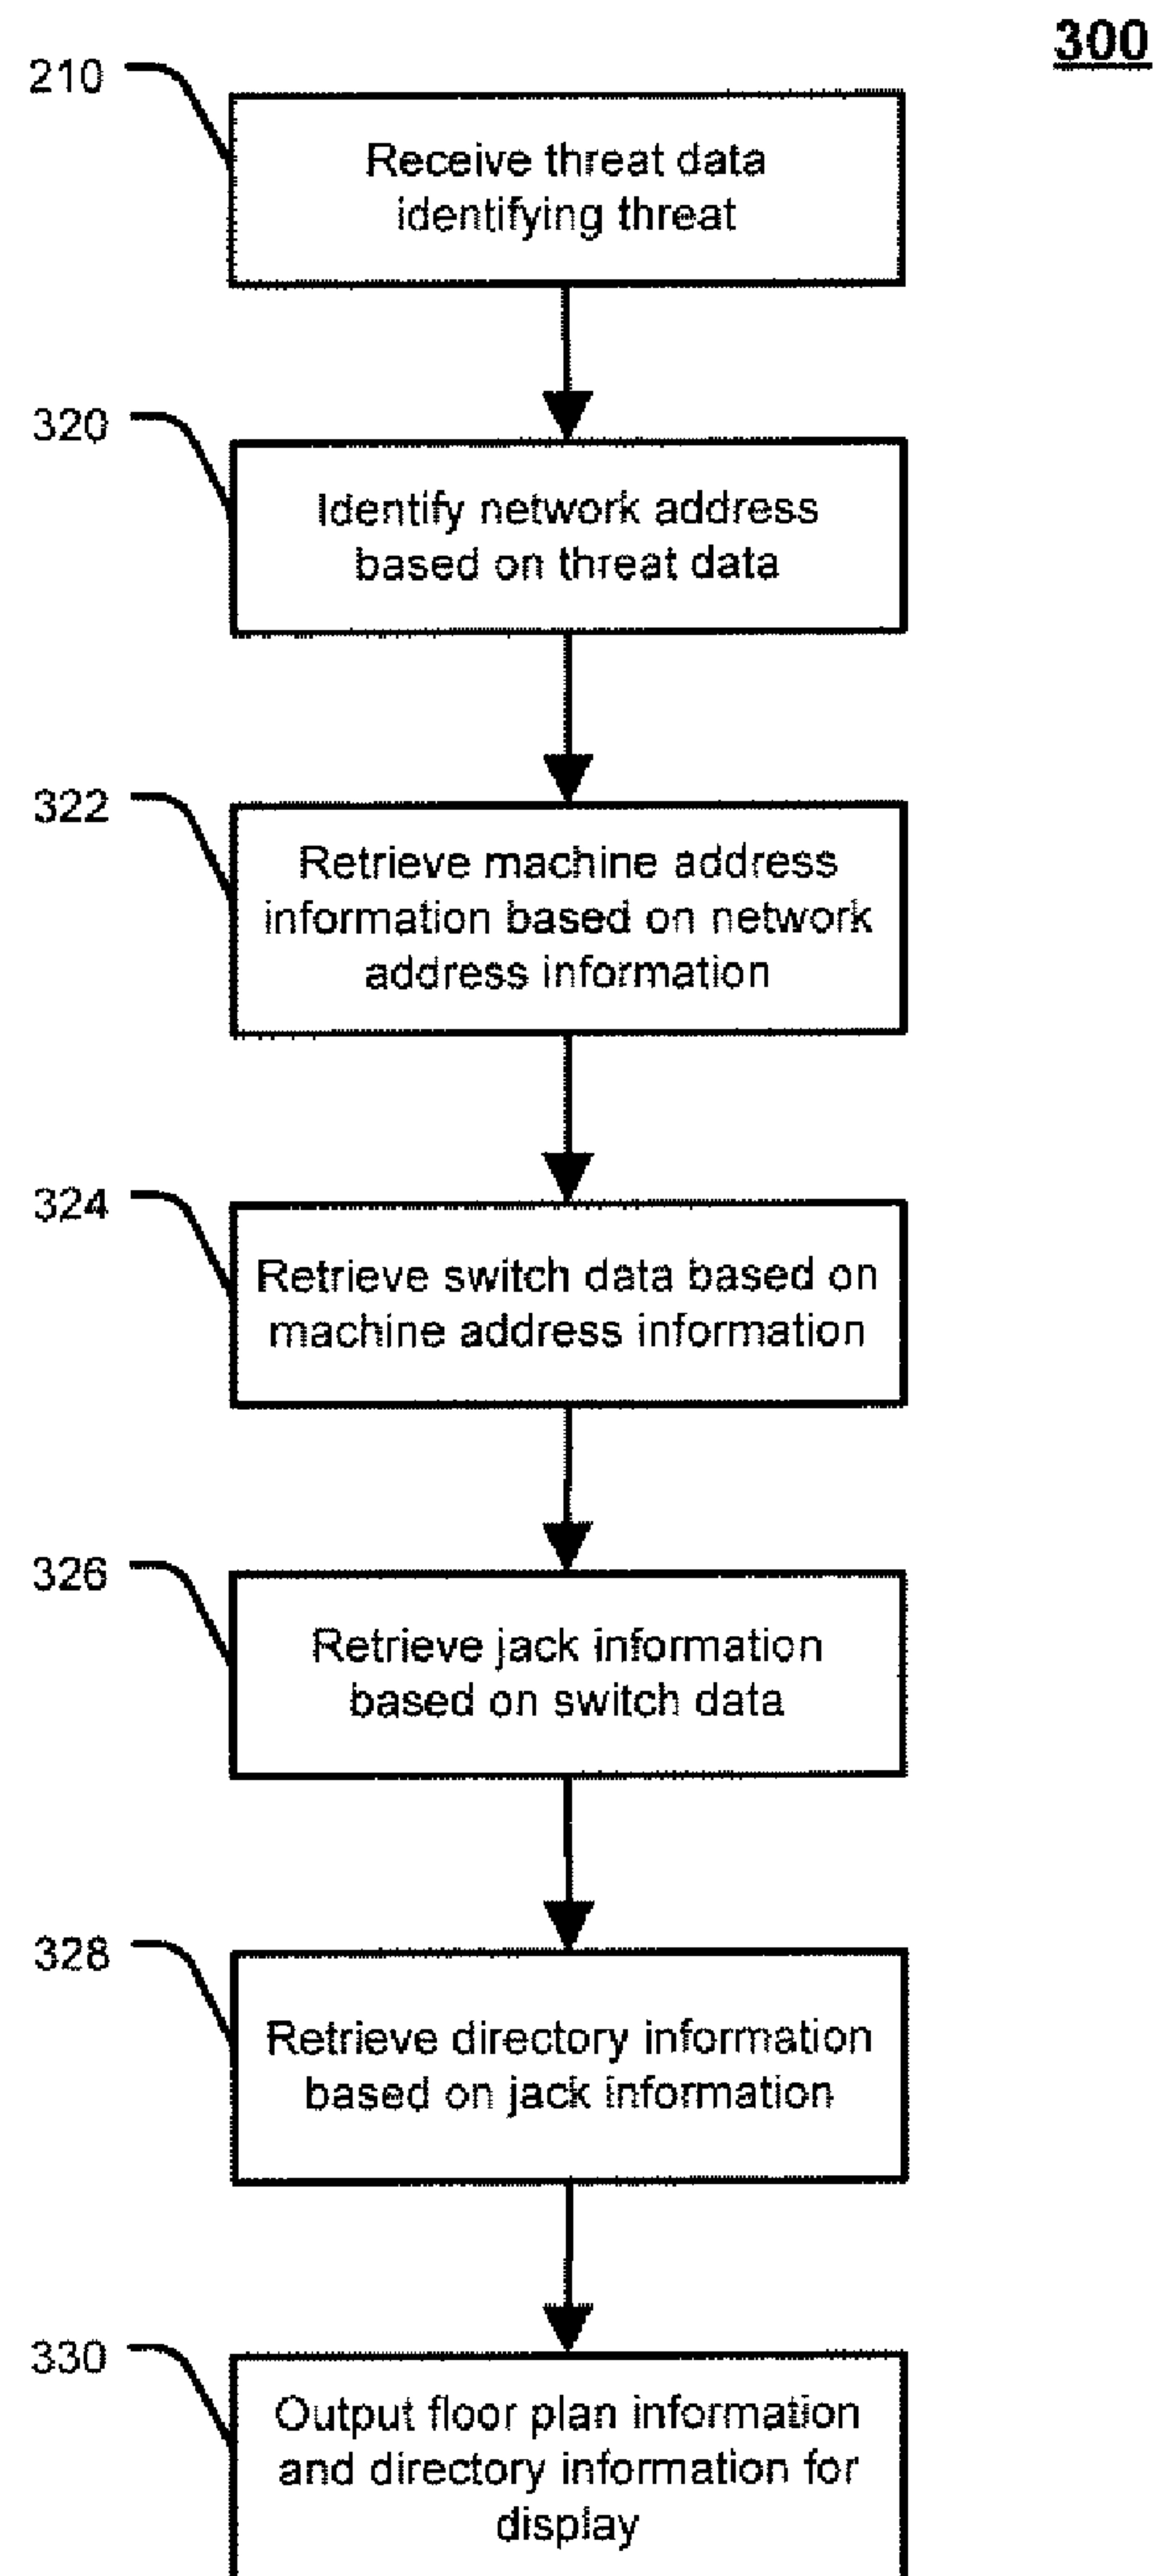 300
210
Receive threat data
identifying threat
320
Identify network address
based on threat data
322
Retrieve machine address
information based on network
address information
324
Retrieve switch data based on
machine address information
326
Retrieve jack information
based on switch data
328
Retrieve directory information
based on jack information
330
Output floor plan information
and directory information for
display